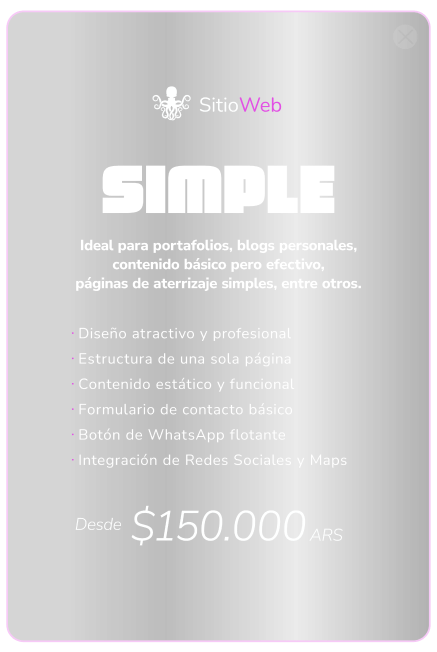 SitioWeb
SIMPLE
Ideal para portafolios, blogs personales,
contenido básico pero efectivo,
páginas de aterrizaje simples, entre otros.
· Diseño atractivo y profesional
· Estructura de una sola página
· Contenido estático y funcional
· Formulario de contacto básico
· Botón de WhatsApp flotante
· Integración de Redes Sociales y Maps
Desde $150.000 ARS